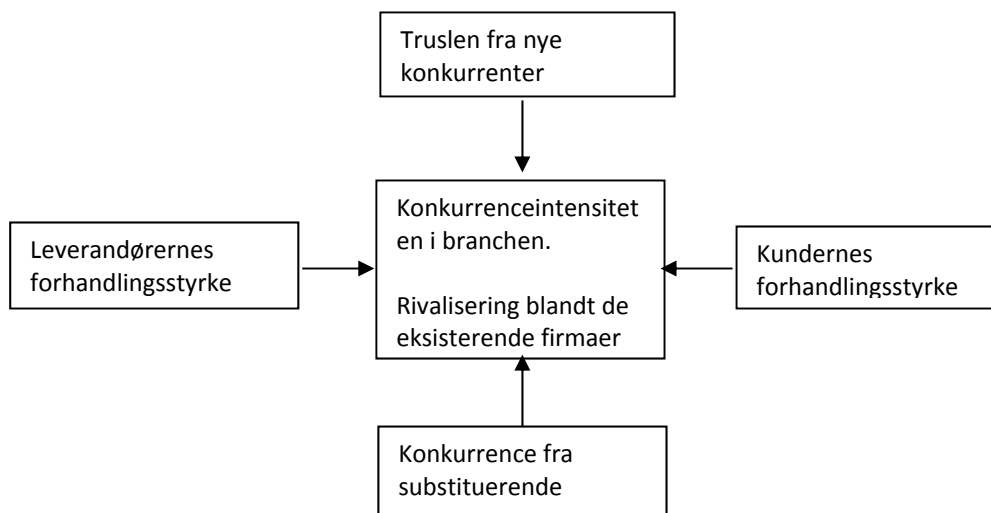 Truslen fra nye
konkurrenter
Konkurrenceintensitet
en i branchen.
Rivalisering blandt de
eksisterende firmaer
Leverandørernes
forhandlingsstyrke
Kundernes
forhandlingsstyrke
Konkurrence fra
substituerende